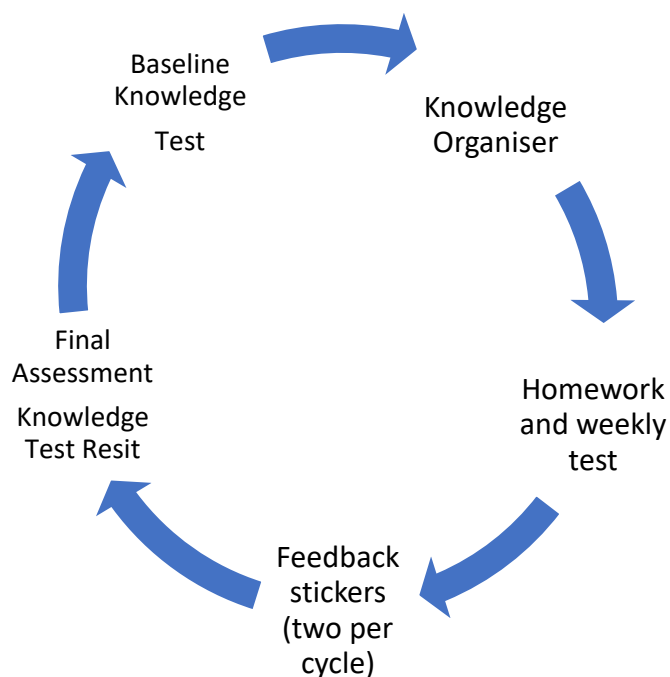 Baseline
Knowledge
Test
Knowledge
Organiser
Homework
and weekly
test
Feedback
stickers
(two per
cycle)
Final
Assessment
Knowledge
Test Resit